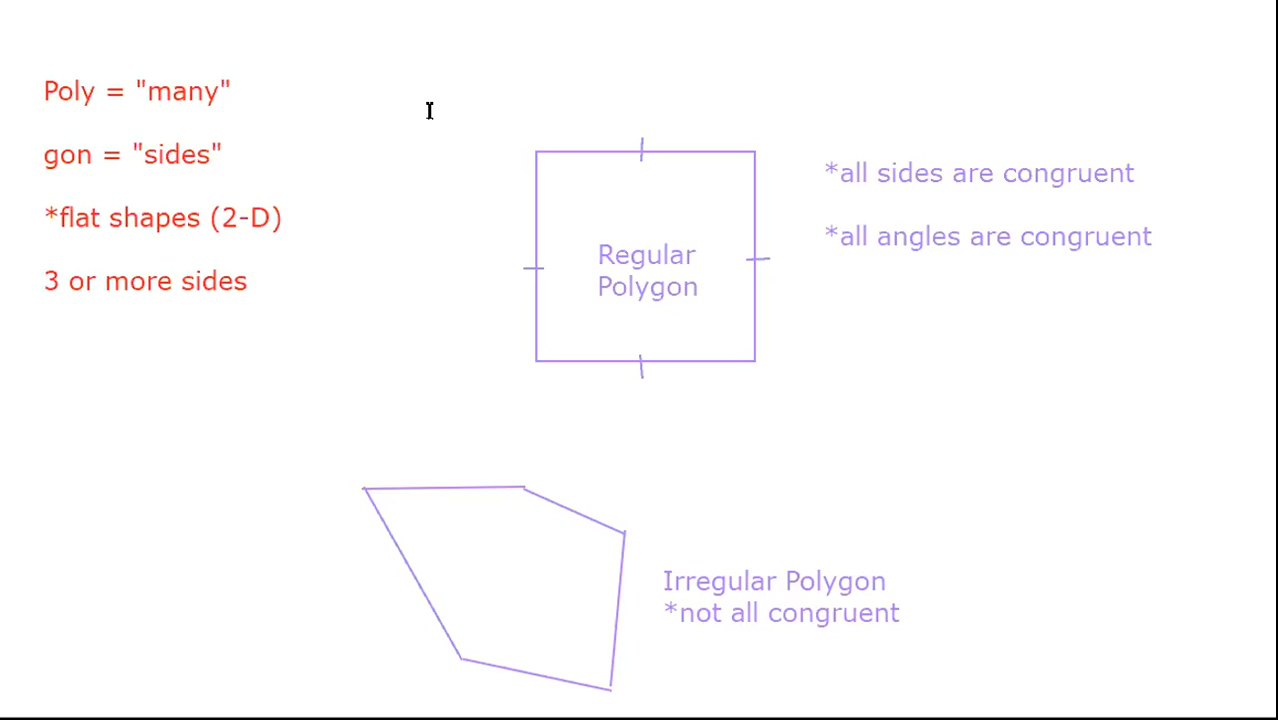 Poly = "many"
gon = "sides"
*flat shapes (2-D)
3 or more sides
Regular
Polygon
*all sides are congruent
*all angles are congruent
Irregular Polygon
*not all congruent